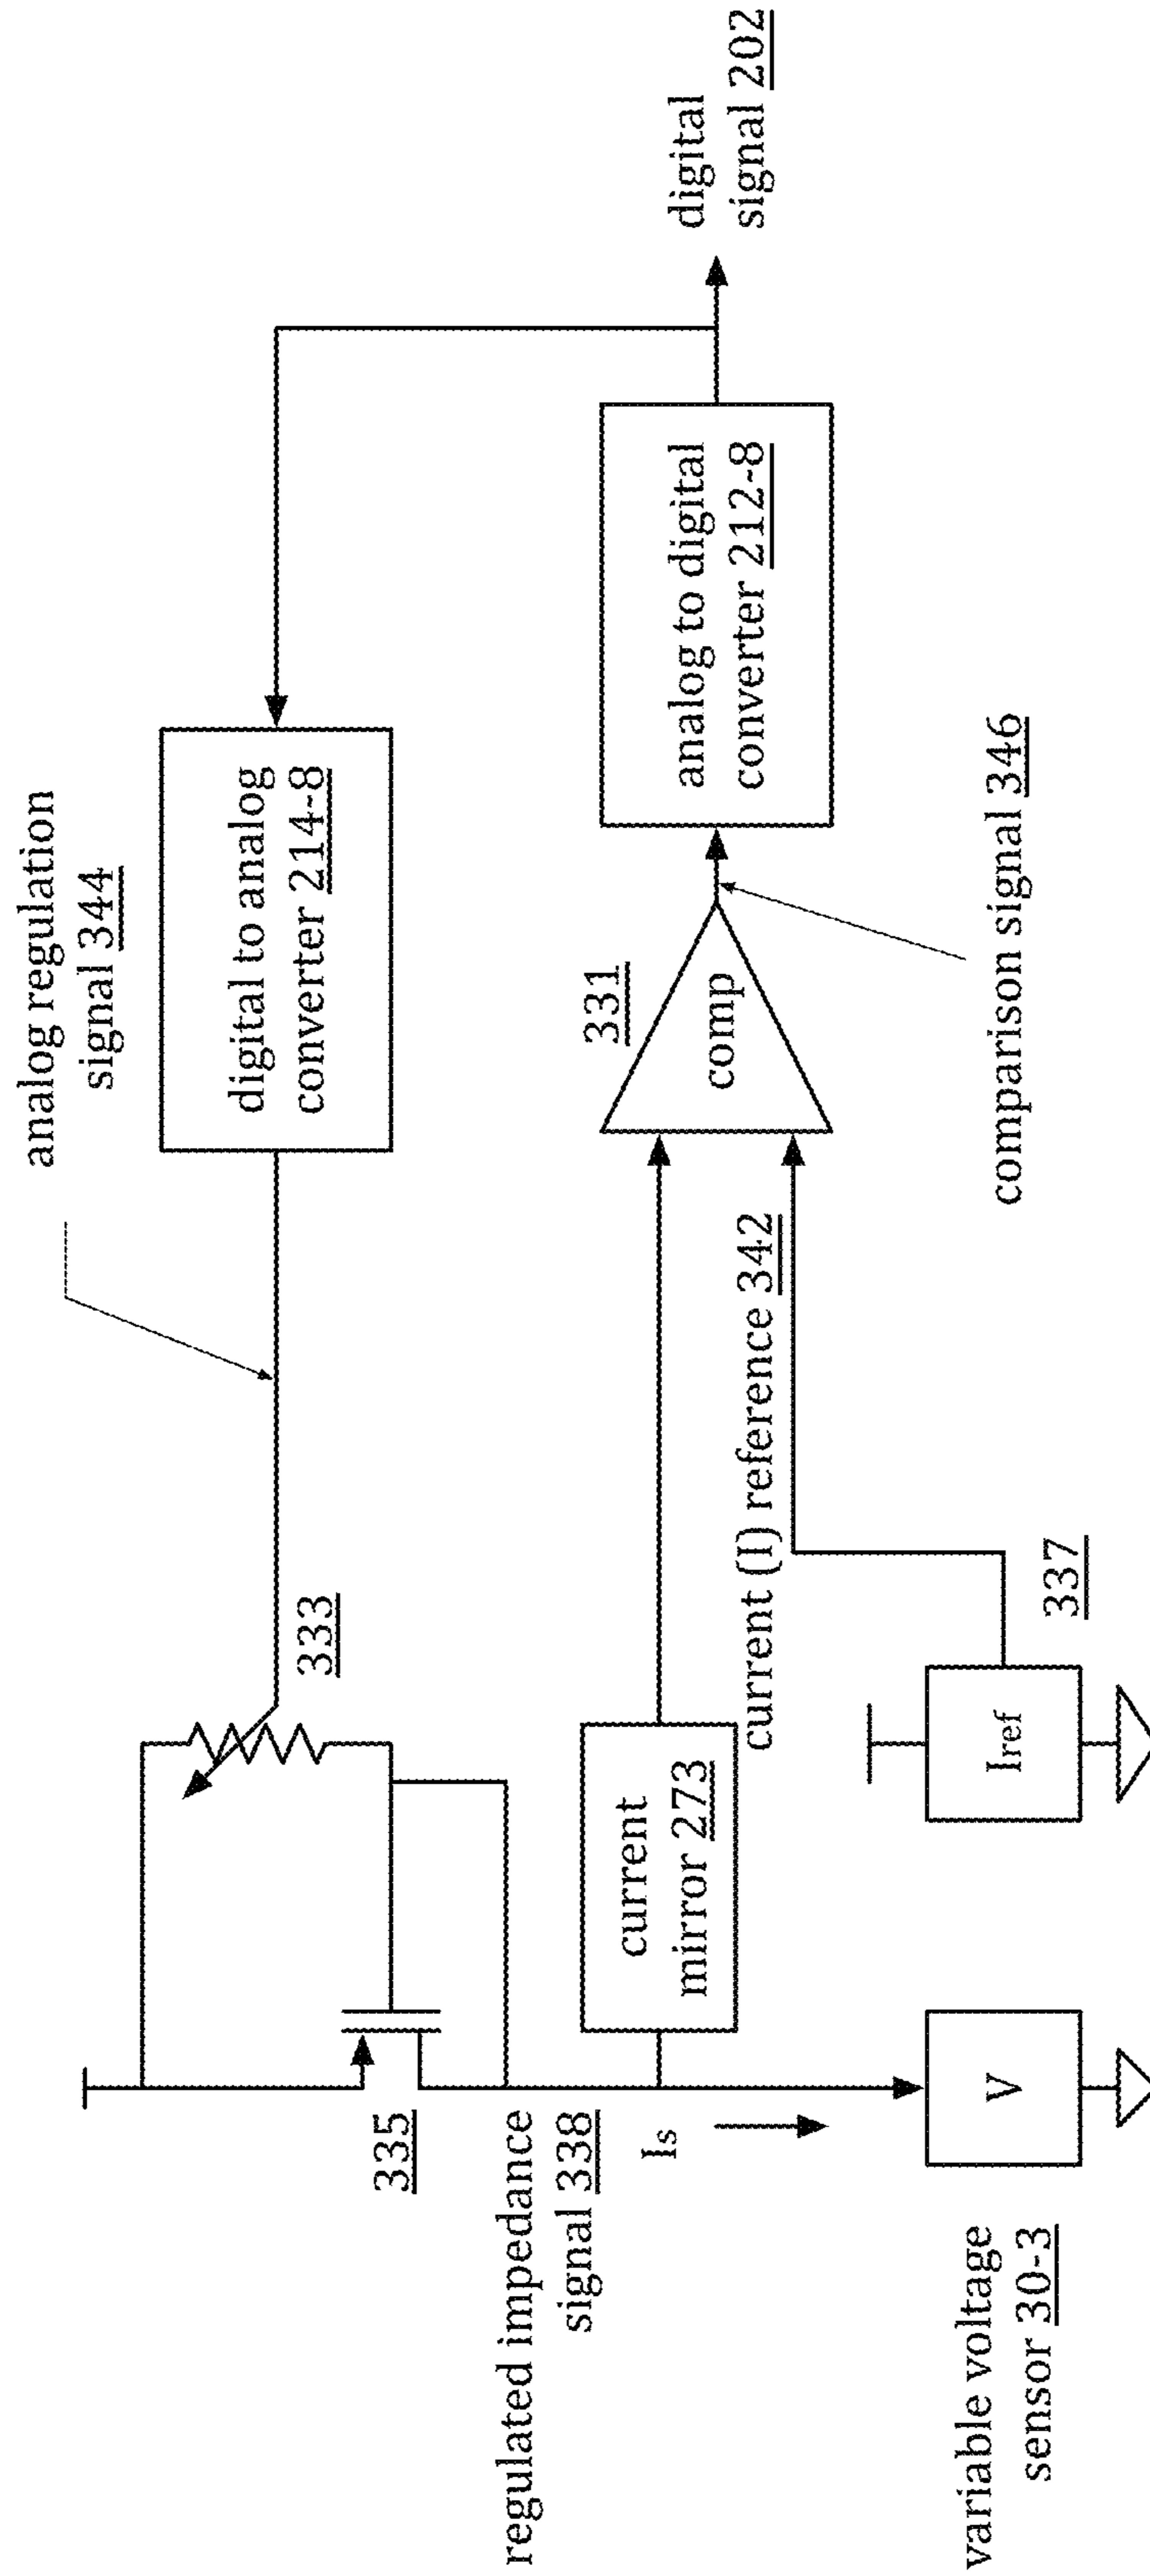 analog regulation
signal 344
digital to analog
converter 214-8
333
335
regulated impedance
signal 338
Is
current
mirror 273
current (I) reference 342
331
comp
analog to digital
converter 212-8
digital
signal 202
comparison signal 346
variable voltage
sensor 30-3
V
Iref
337